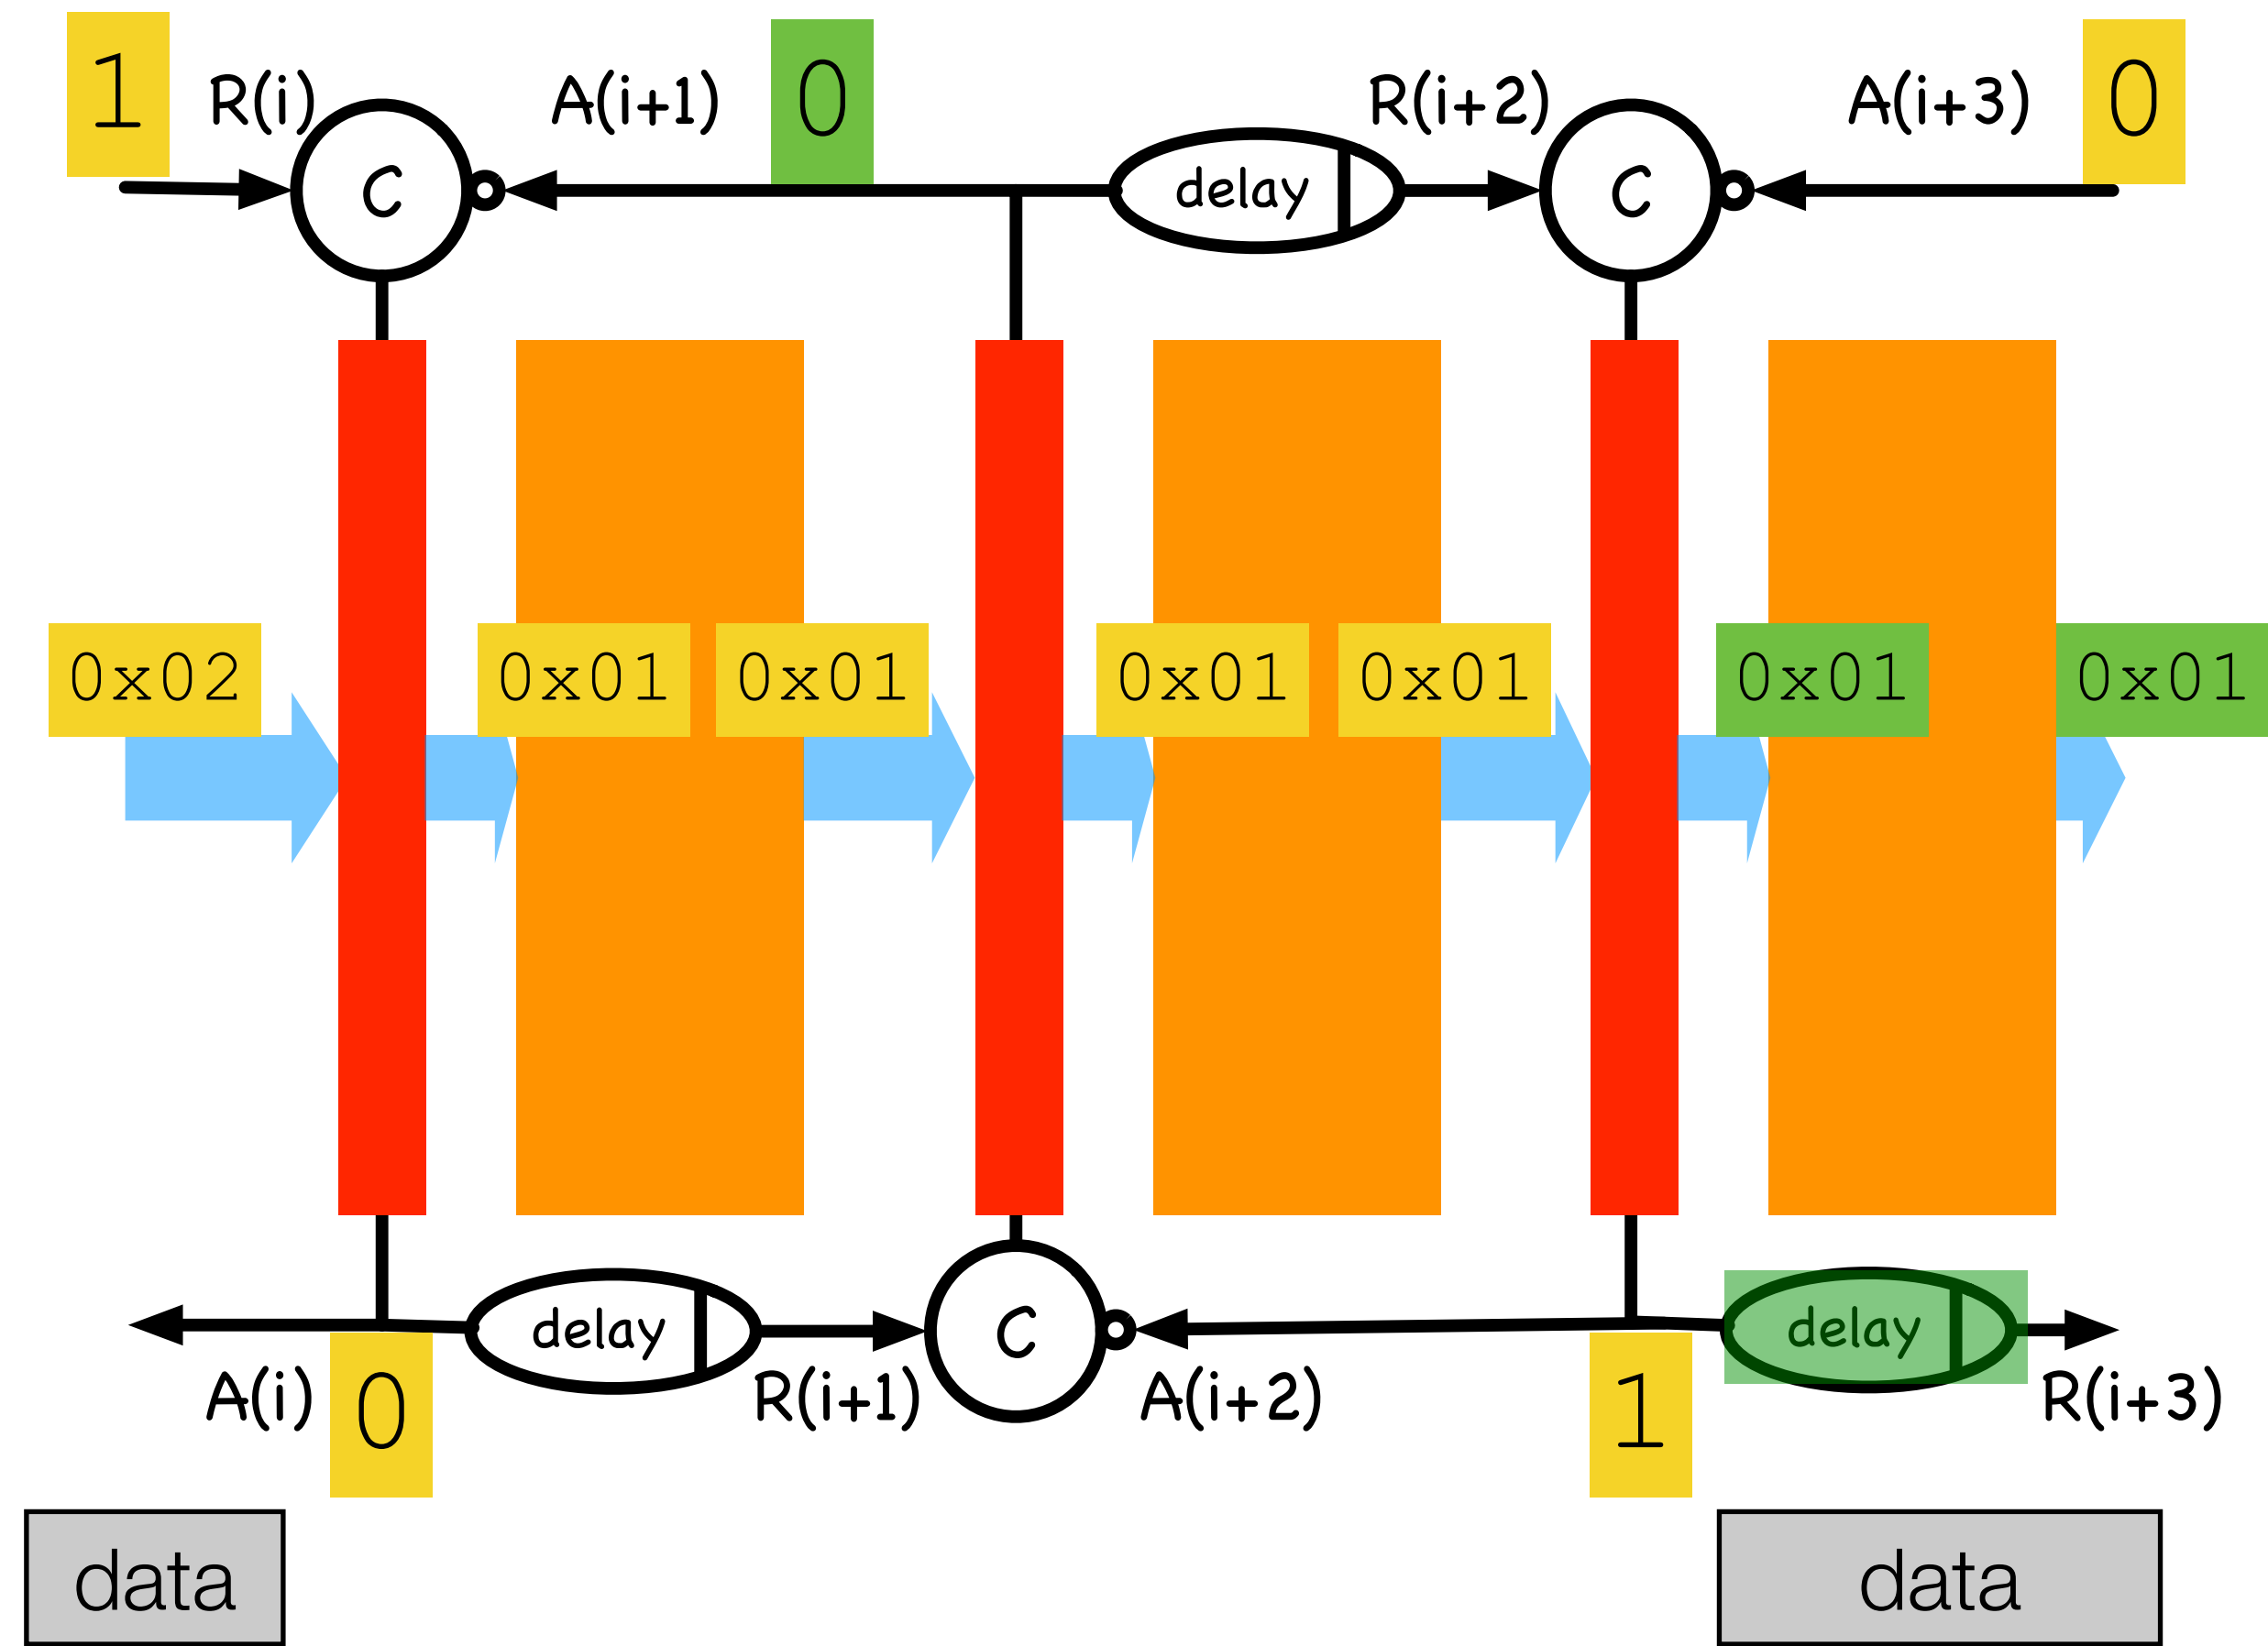 1
R(i)
A(i+1)
0
R(i+2)
A(i+3)
0
C
delay
C
0x02
0x01
0x01
0x01
0x01
0x01
0x01
delay
C
delay
A(i)
0
R(i+1)
A(i+2)
1
R(i+3)
data
data